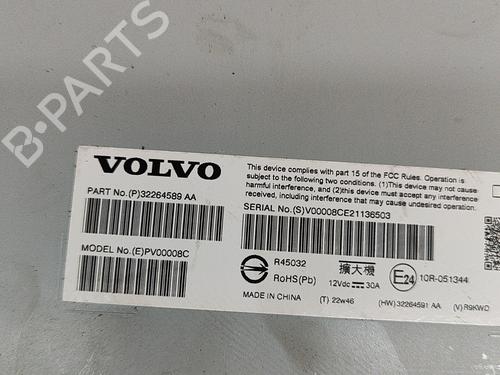 B-PARTS
VOLVO
This device complies with part 15 of the FCC Rules. Operation is
subject to the following two conditions. (1)This device may not cause
harmful interference, and (2)this device must accept any interference
received, including interference that may cause undesired operation.
PART No.(P)32264589 AA
SERIAL No.(S)V00008CE21136503
MODEL No.(E)PV00008C
R45032
RoHS(Pb)
MADE IN CHINA
擴大機
12Vdc 30A
(T) 22w46
E24
10R-051344
(HW)32264591 AA
(V)R9KWD